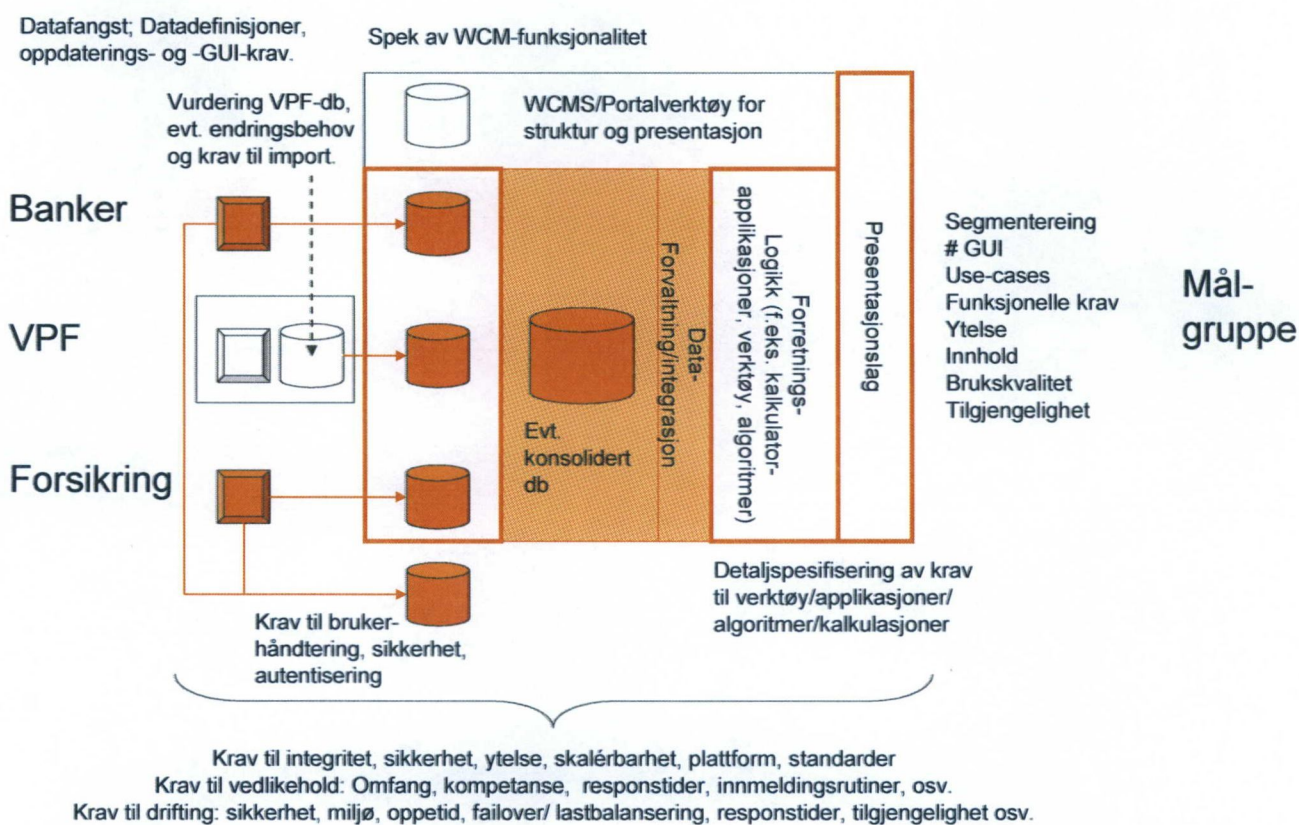 Datafangst; Datadefinisjoner,
oppdaterings- og -GUI-krav.
Spek av WCM-funksjonalitet
Vurdering VPF-db,
evt. endringsbehov
og krav til import.
WCMS/Portalverktøy for
struktur og presentasjon
Banker
VPF
Forsikring
Evt.
konsolidert
db
Data-
Forvaltning/integrasjon
Forretnings-
Logikk (f.eks. kalkulator-
applikasjoner, verktøy, algoritmer)
Presentasjonslag
Segmentereing
# GUI
Use-cases
Funksjonelle krav
Ytelse
Innhold
Brukskvalitet
Tilgjengelighet
Mål-
gruppe
Krav til bruker-
håndtering, sikkerhet,
autentisering
Detaljspesifisering av krav
til verktøy/applikasjoner/
algoritmer/kalkulasjoner
Krav til integritet, sikkerhet, ytelse, skalérbarhet, plattform, standarder
Krav til vedlikehold: Omfang, kompetanse, responstider, innmeldingsrutiner, osv.
Krav til drifting: sikkerhet, miljø, oppetid, failover/ lastbalansering, responstider, tilgjengelighet osv.